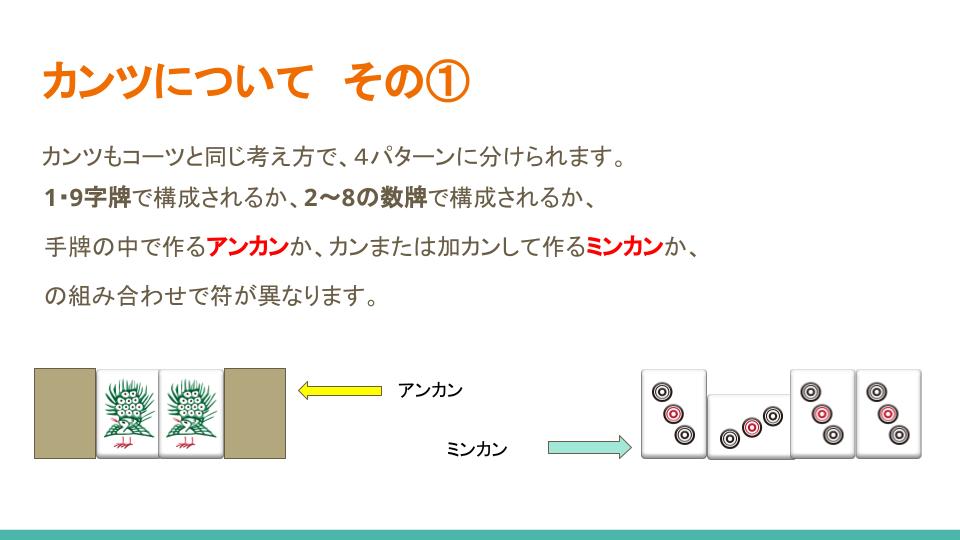 カンツについて　その①
カンツもコーツと同じ考え方で、４パターンに分けられます。
1・9字牌で構成されるか、2～8の数牌で構成されるか、
手牌の中で作るアンカンか、カンまたは加カンして作るミンカンか、
の組み合わせで符が異なります。
アンカン
ミンカン